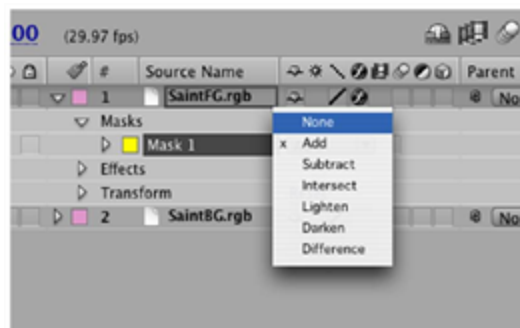 00 (29.97 fps)
# Source Name Parent
1 SaintFG.rgb No
Masks
None
Mask 1
x Add
Subtract
Effects
Intersect
Transform
Lighten
2 SaintBG.rgb No
Darken
Difference